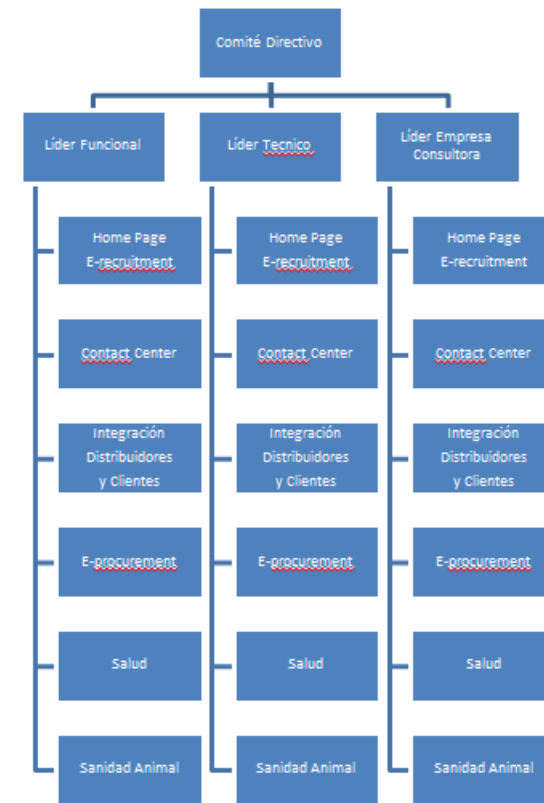 Comité Directivo
Líder Funcional
Líder Tecnico
Líder Empresa
Consultora
Home Page
E-recruitment
Home Page
E-recruitment
Home Page
E-recruitment
Contact Center
Contact Center
Contact Center
Integración
Distribuidores
y Clientes
Integración
Distribuidores
y Clientes
Integración
Distribuidores
y Clientes
E-procurement
E-procurement
E-procurement
Salud
Salud
Salud
Sanidad Animal
Sanidad Animal
Sanidad Animal